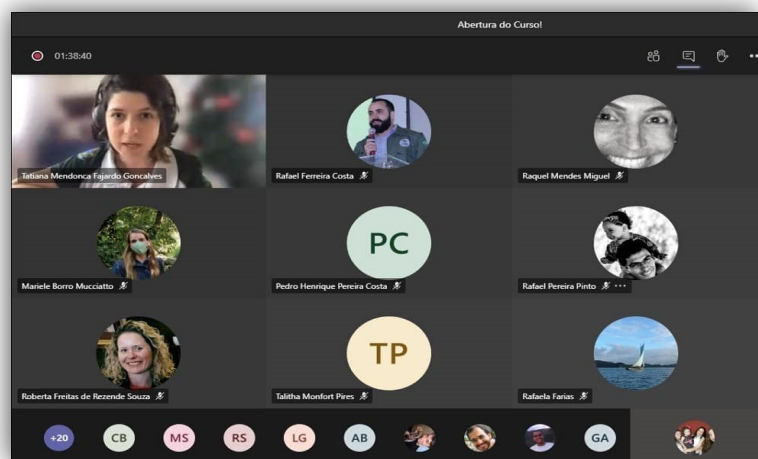 Abertura do Curso!
01:38:40
Tatiana Mendonca Fajardo Goncalves
Rafael Ferreira Costa
Raquel Mendes Miguel
Mariele Borro Mucciatto
PC
Pedro Henrique Pereira Costa
Rafael Pereira Pinto
Roberta Freitas de Rezende Souza
TP
Talitha Monfort Pires
Rafaela Farias
+20
CB
MS
RS
LG
AB
GA